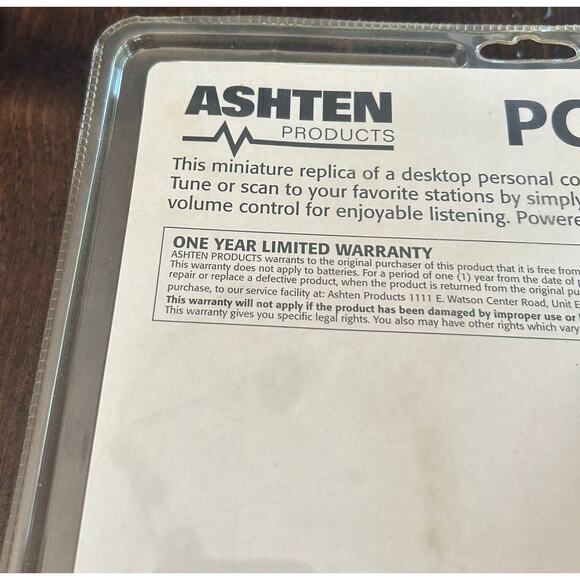 ASHTEN
PRODUCTS
PC
This miniature replica of a desktop personal co
Tune or scan to your favorite stations by simply
volume control for enjoyable listening. Powere
ONE YEAR LIMITED WARRANTY
ASHTEN PRODUCTS warrants to the original purchaser of this product that it is free from
This warranty does not apply to batteries. For a period of one (1) year from the date of p
repair or replace a defective product, when the product is returned from the original pu
purchase, to our service facility at: Ashten Products 1111 E. Watson Center Road, Unit E
This warranty will not apply if the product has been damaged by improper use or
This warranty gives you specific legal rights. You also may have other rights which vary